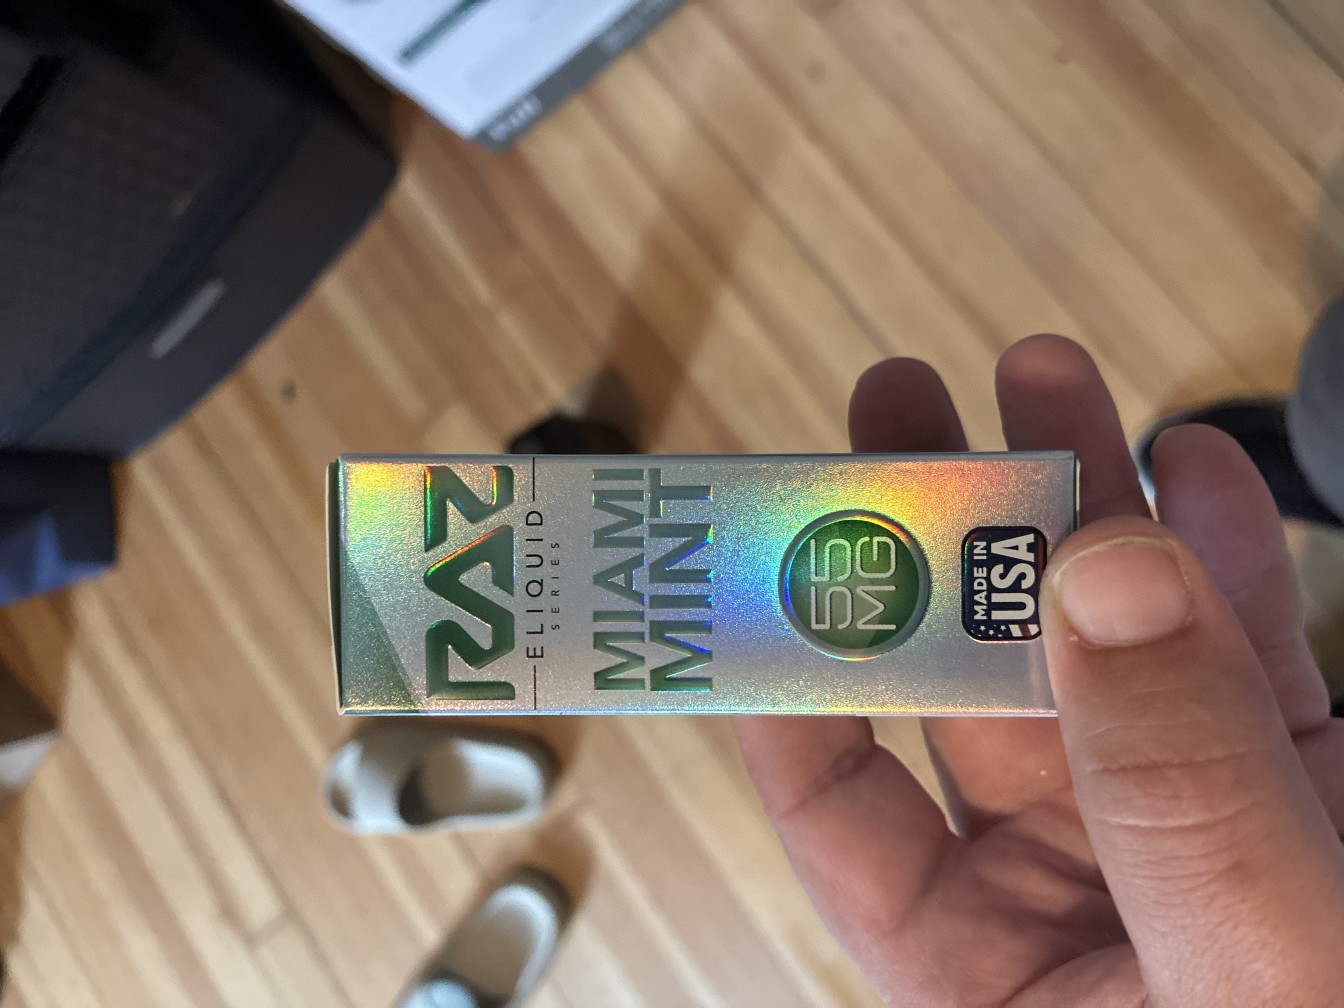 RAZ
ELIQUID
SERIES
MIAMI
MINT
55
MG
MADE IN
USA